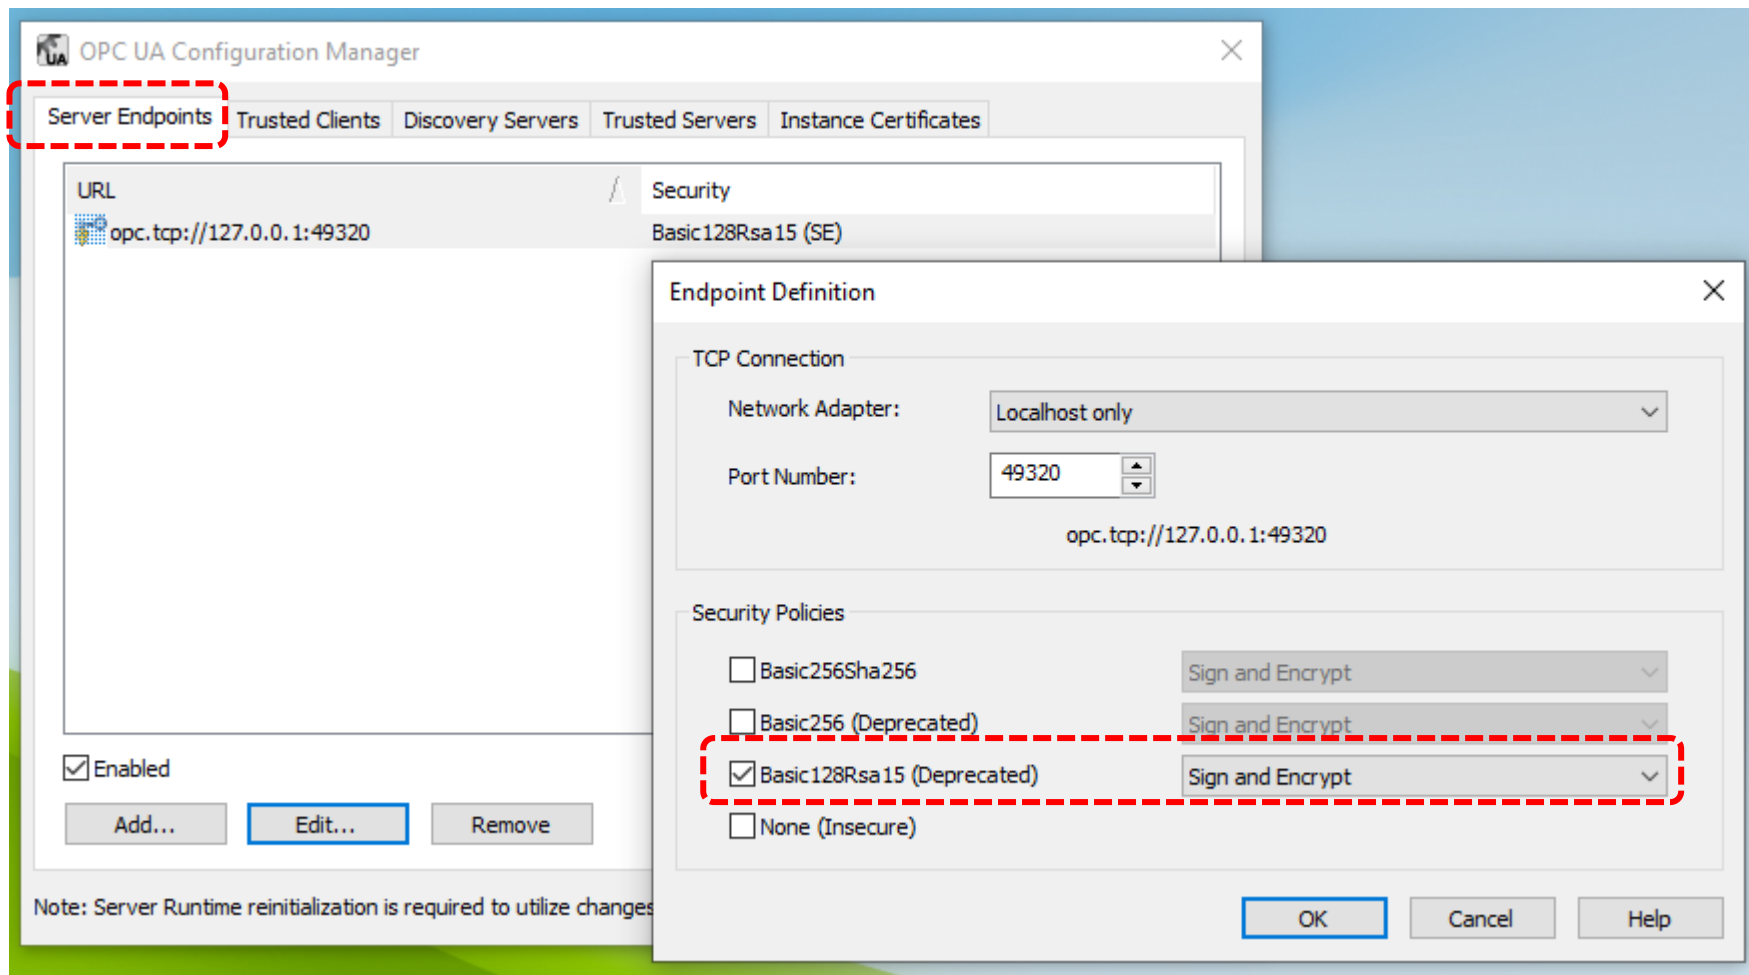 UA OPC UA Configuration Manager
Server Endpoints Trusted Clients Discovery Servers Trusted Servers Instance Certificates
URL Security
opc.tcp://127.0.0.1:49320 Basic128Rsa15 (SE)
Endpoint Definition
TCP Connection
Network Adapter: Localhost only
Port Number: 49320
opc.tcp://127.0.0.1:49320
Security Policies
Basic256Sha256 Sign and Encrypt
Basic256 (Deprecated) Sign and Encrypt
Basic128Rsa15 (Deprecated) Sign and Encrypt
None (Insecure)
OK Cancel Help
Enabled
Add... Edit... Remove
Note: Server Runtime reinitialization is required to utilize changes